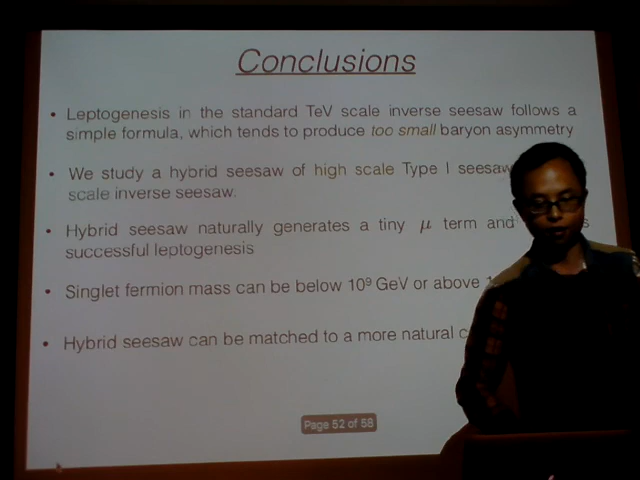 Conclusions
• Leptogenesis in the standard TeV scale inverse seesaw follows a
simple formula, which tends to produce too small baryon asymmetry
• We study a hybrid seesaw of high scale Type I seesaw
scale inverse seesaw.
• Hybrid seesaw naturally generates a tiny μ term and
successful leptogenesis
• Singlet fermion mass can be below 10⁹ GeV or above
• Hybrid seesaw can be matched to a more natural
Page 52 of 58